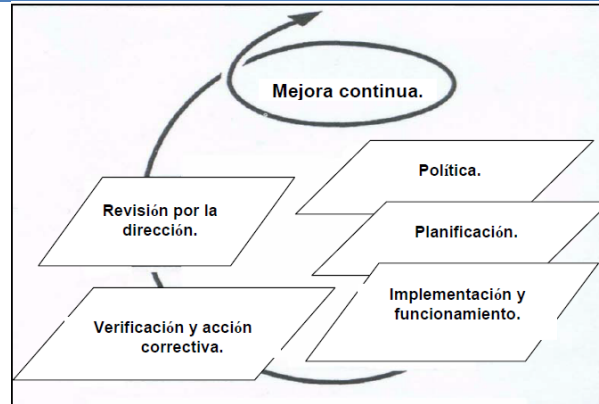 Mejora continua.
Política.
Planificación.
Implementación y
funcionamiento.
Verificación y acción
correctiva.
Revisión por la
dirección.